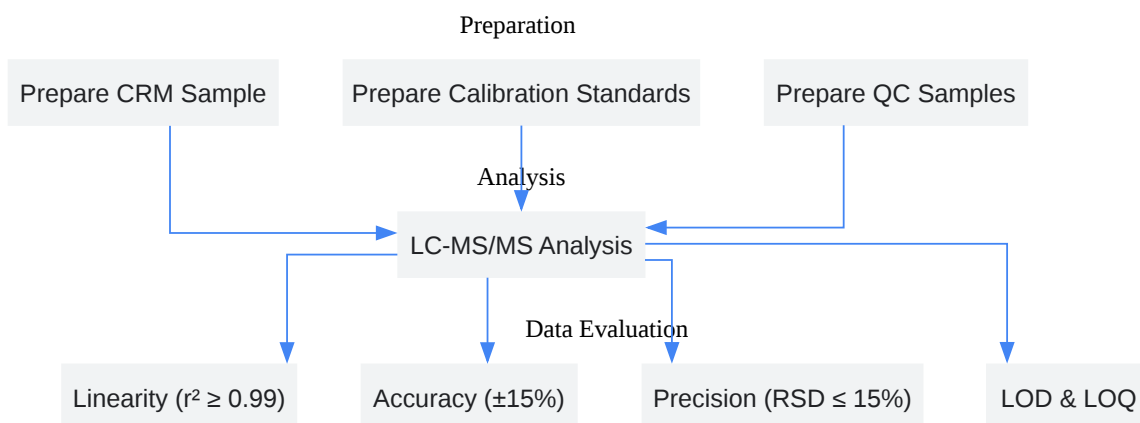 Preparation
Prepare CRM Sample
Prepare Calibration Standards
Prepare QC Samples
Analysis
LC-MS/MS Analysis
Data Evaluation
Linearity (r² ≥ 0.99)
Accuracy (±15%)
Precision (RSD ≤ 15%)
LOD & LOQ